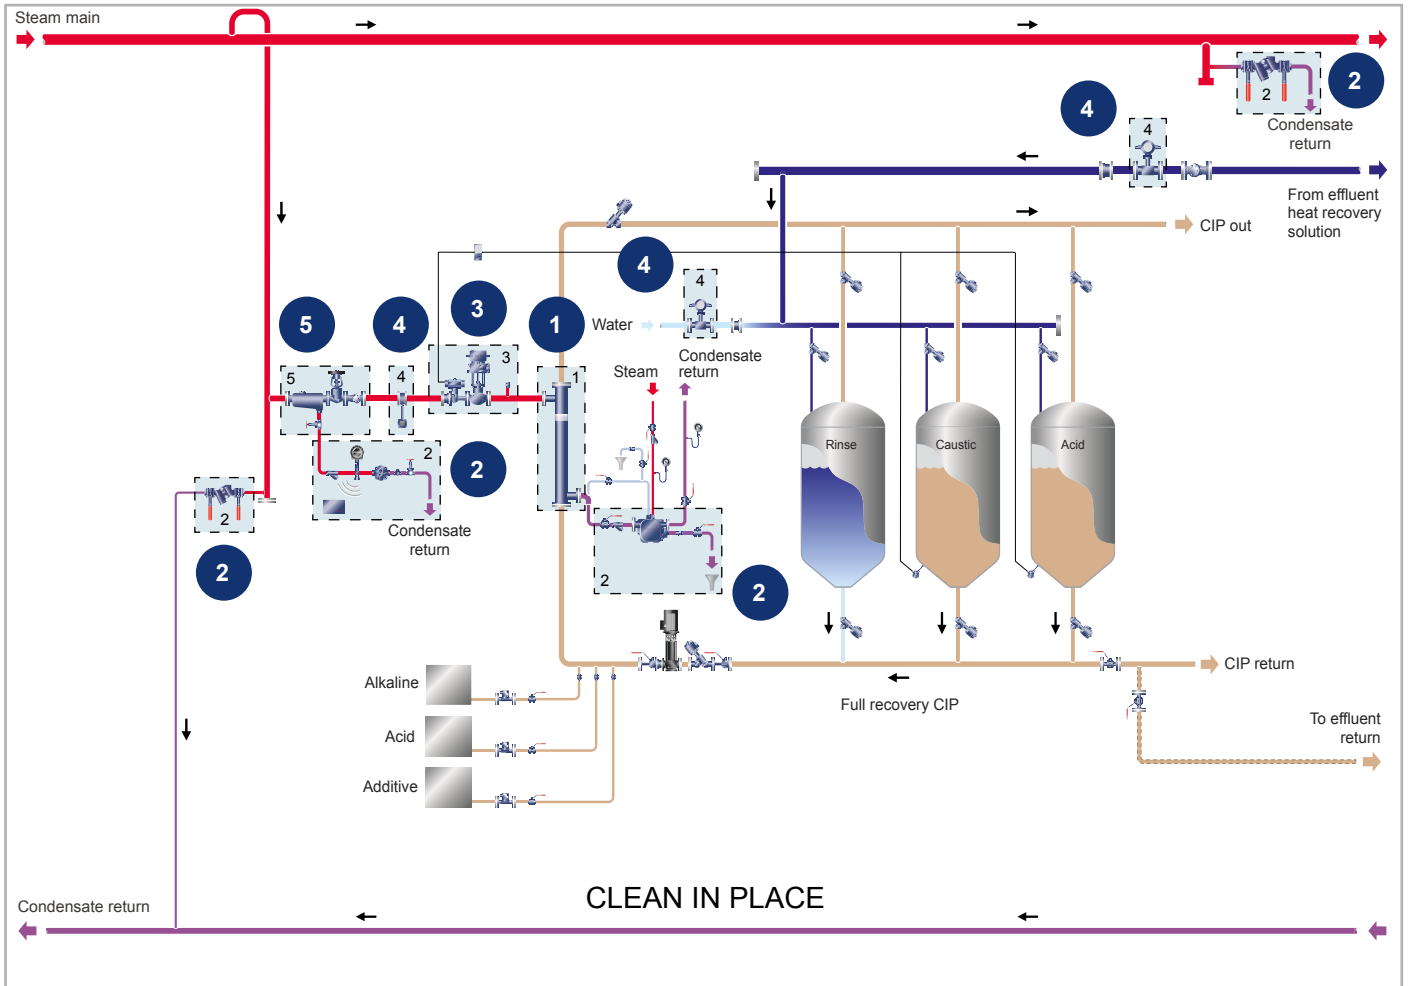 Steam main
2
2
Condensate
return
4
4
From effluent
heat recovery
solution
CIP out
4
4
Water
Condensate
return
Steam
5
4
3
1
5
4
3
1
2
2
Condensate
return
2
2
2
2
Rinse
Caustic
Acid
Alkaline
Acid
Additive
Full recovery CIP
CIP return
To effluent
return
CLEAN IN PLACE
Condensate return